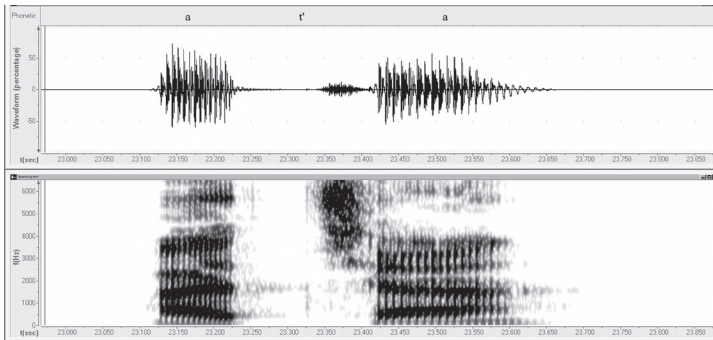 Phonetic a t' a
Waveform (percentage)
50
0
-50
t(sec) 23.000 23.050 23.100 23.150 23.200 23.250 23.300 23.350 23.400 23.450 23.500 23.550 23.600 23.650 23.700 23.750 23.800 23.850
f(Hz)
6000
5000
4000
3000
2000
1000
0
t(sec) 23.000 23.050 23.100 23.150 23.200 23.250 23.300 23.350 23.400 23.450 23.500 23.550 23.600 23.650 23.700 23.750 23.800 23.850